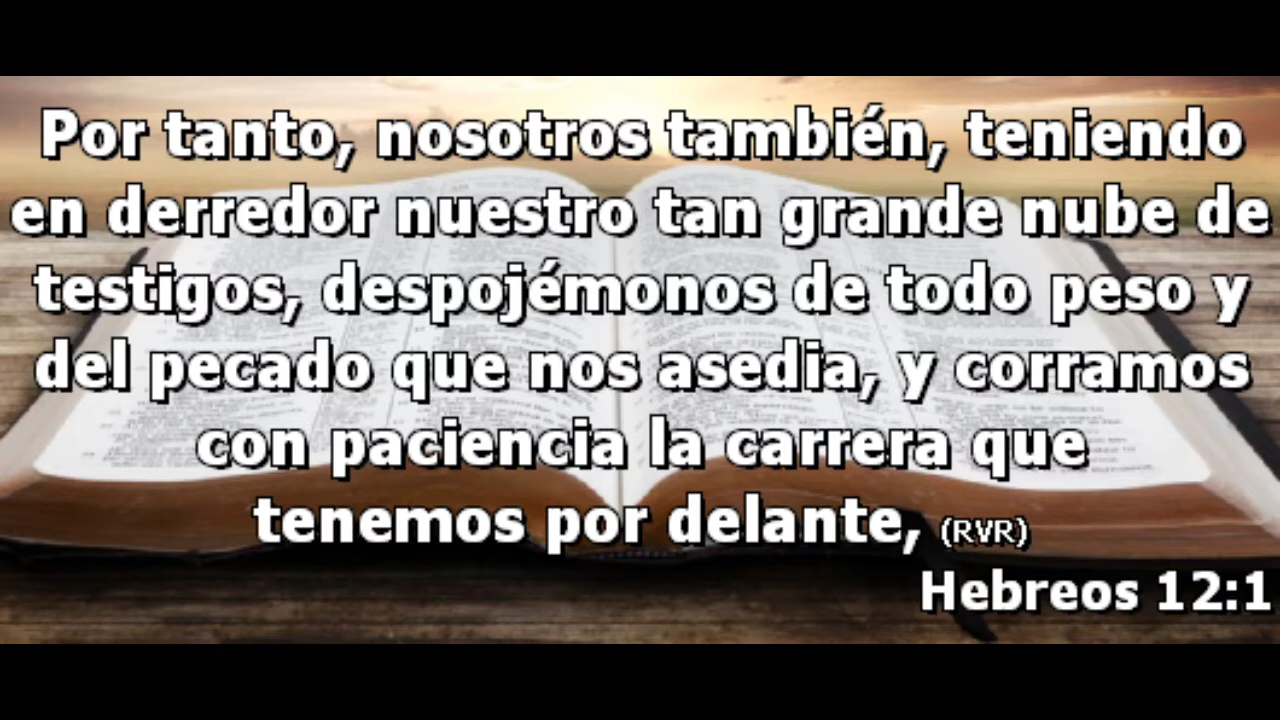 Por tanto, nosotros también, teniendo
en derredor nuestro tan grande nube de
testigos, despojémonos de todo peso y
del pecado que nos asedia, y corramos
con paciencia la carrera que
tenemos por delante, (RVR)
Hebreos 12:1